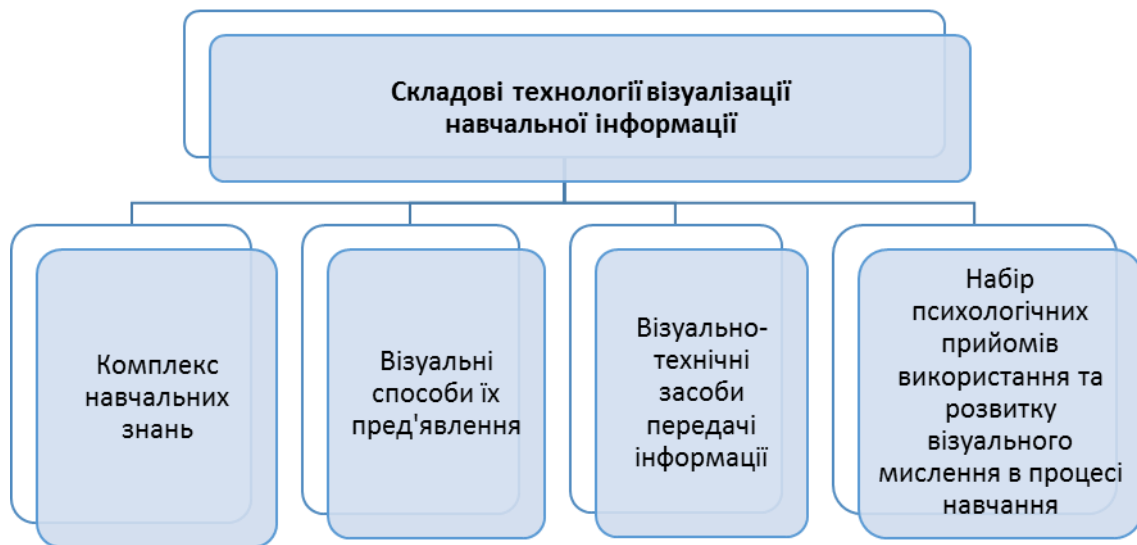 Складові технології візуалізації
навчальної інформації
Комплекс
навчальних
знань
Візуальні
способи їх
пред'явлення
Візуально-
технічні
засоби
передачі
інформації
Набір
психологічних
прийомів
використання та
розвитку
візуального
мислення в процесі
навчання